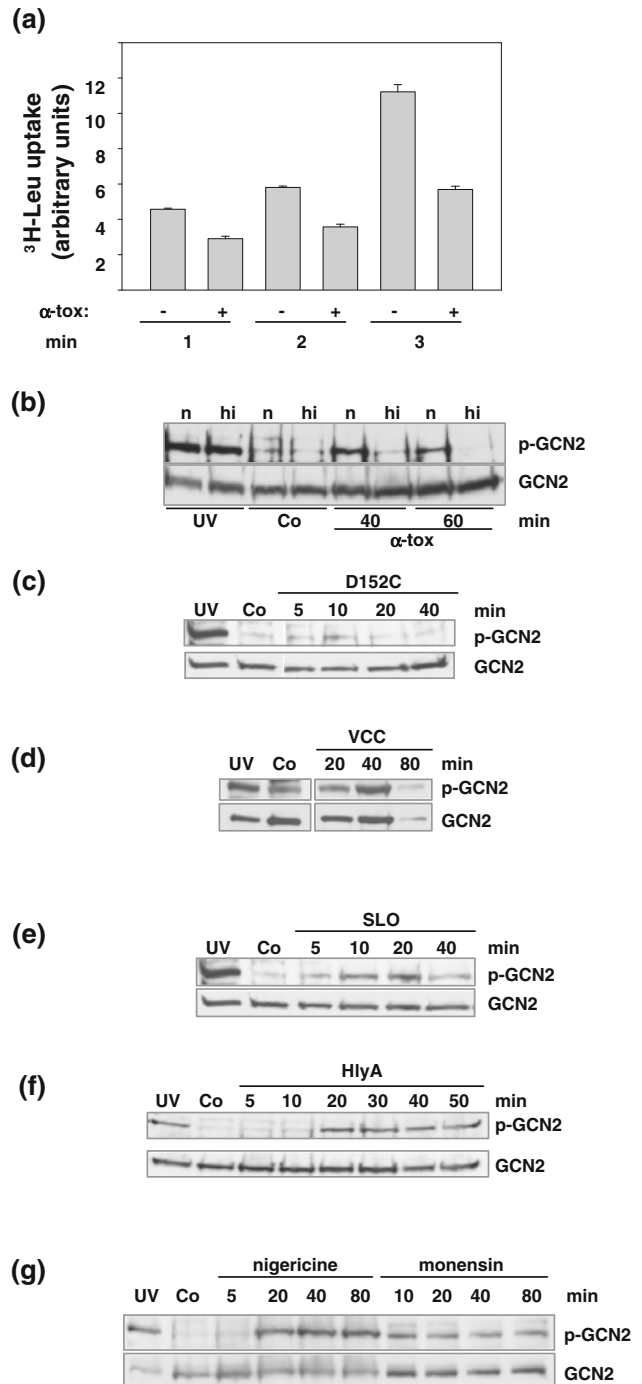 (a)
³H-Leu uptake
(arbitrary units)
12
10
8
6
4
2
α-tox: - + - + - +
min 1 2 3
(b)
n hi n hi n hi n hi
p-GCN2
GCN2
UV Co 40 60 min
α-tox
(c)
D152C
UV Co 5 10 20 40 min
p-GCN2
GCN2
(d)
VCC
UV Co 20 40 80 min
p-GCN2
GCN2
(e)
SLO
UV Co 5 10 20 40 min
p-GCN2
GCN2
(f)
HlyA
UV Co 5 10 20 30 40 50 min
p-GCN2
GCN2
(g)
nigericine monensin
UV Co 5 20 40 80 10 20 40 80 min
p-GCN2
GCN2